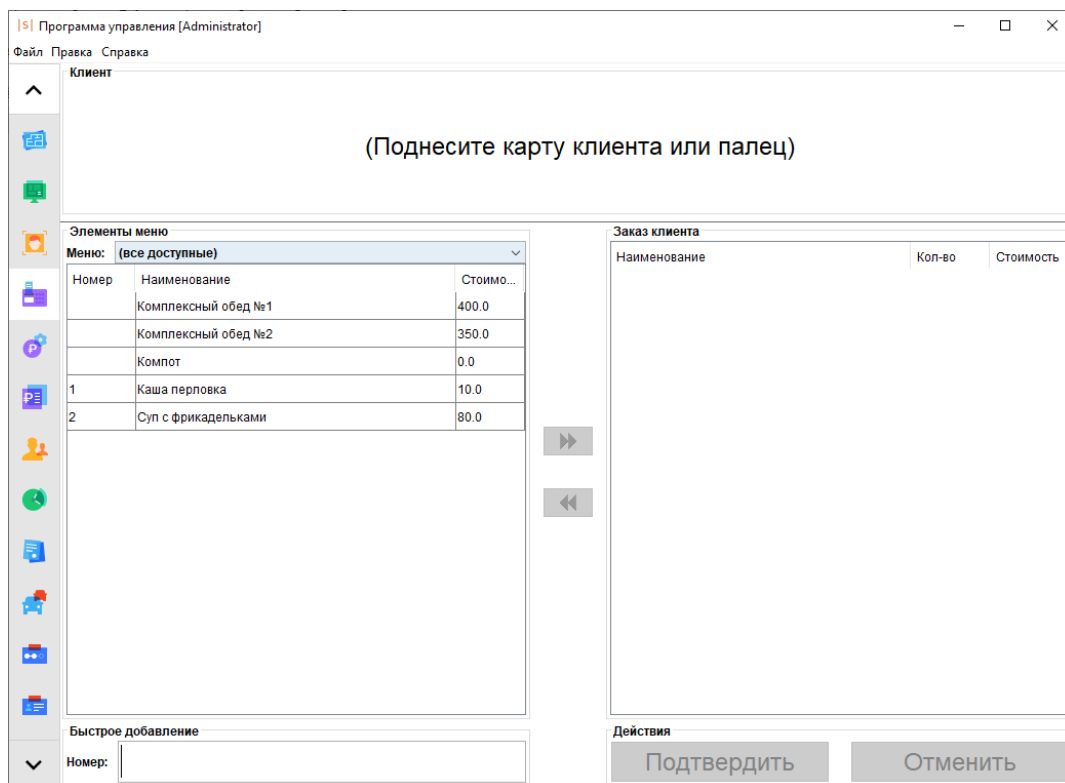 |S| Программа управления [Administrator]
Файл Правка Справка
Клиент
(Поднесите карту клиента или палец)
Элементы меню
Меню: (все доступные)
Номер Наименование Стоимо...
Комплексный обед №1 400.0
Комплексный обед №2 350.0
Компот 0.0
1 Каша перловка 10.0
2 Суп с фрикадельками 80.0
Заказ клиента
Наименование Кол-во Стоимость
Быстрое добавление
Номер:
Действия
Подтвердить Отменить